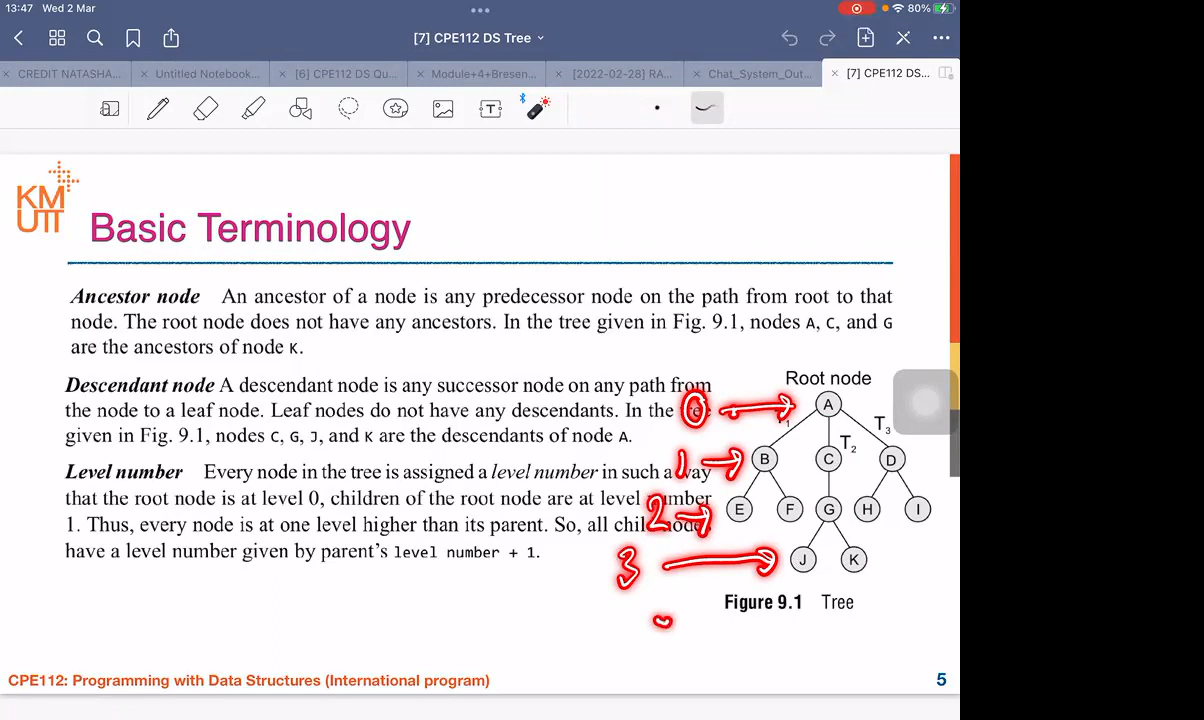 13:47 Wed 2 Mar
80%
[7] CPE112 DS Tree
CREDIT NATASHA...
Untitled Notebook...
[6] CPE112 DS Qu...
Module+4+Bresen...
[2022-02-28] RA...
Chat_System_Out...
[7] CPE112 DS...
T
KM
UTT
Basic Terminology
Ancestor node An ancestor of a node is any predecessor node on the path from root to that
node. The root node does not have any ancestors. In the tree given in Fig. 9.1, nodes A, C, and G
are the ancestors of node K.
Descendant node A descendant node is any successor node on any path from
the node to a leaf node. Leaf nodes do not have any descendants. In the tree
given in Fig. 9.1, nodes C, G, J, and K are the descendants of node A.
Level number Every node in the tree is assigned a level number in such a way
that the root node is at level 0, children of the root node are at level number
1. Thus, every node is at one level higher than its parent. So, all child nodes
have a level number given by parent's level number + 1.
Root node
0
A
T1
T2
T3
1
B C D
2
E F G H I
3
J K
Figure 9.1 Tree
CPE112: Programming with Data Structures (International program)
5